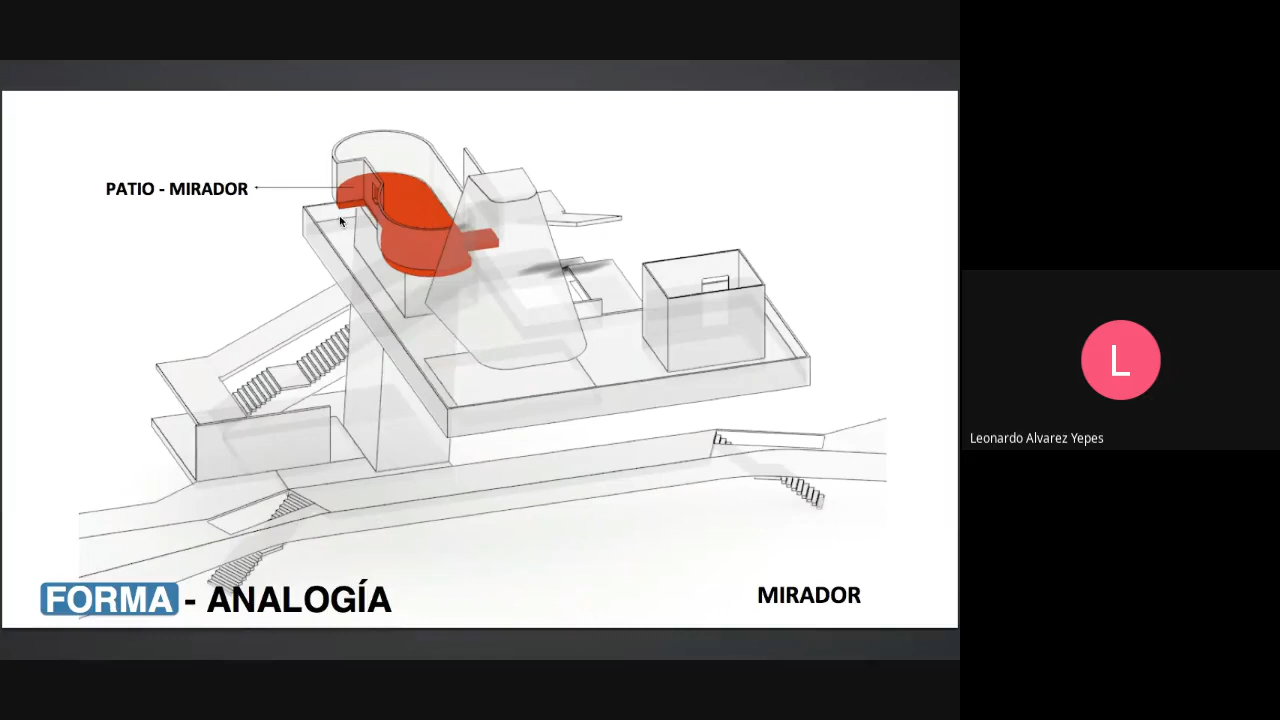 PATIO - MIRADOR
FORMA - ANALOGÍA
MIRADOR
L
Leonardo Alvarez Yepes